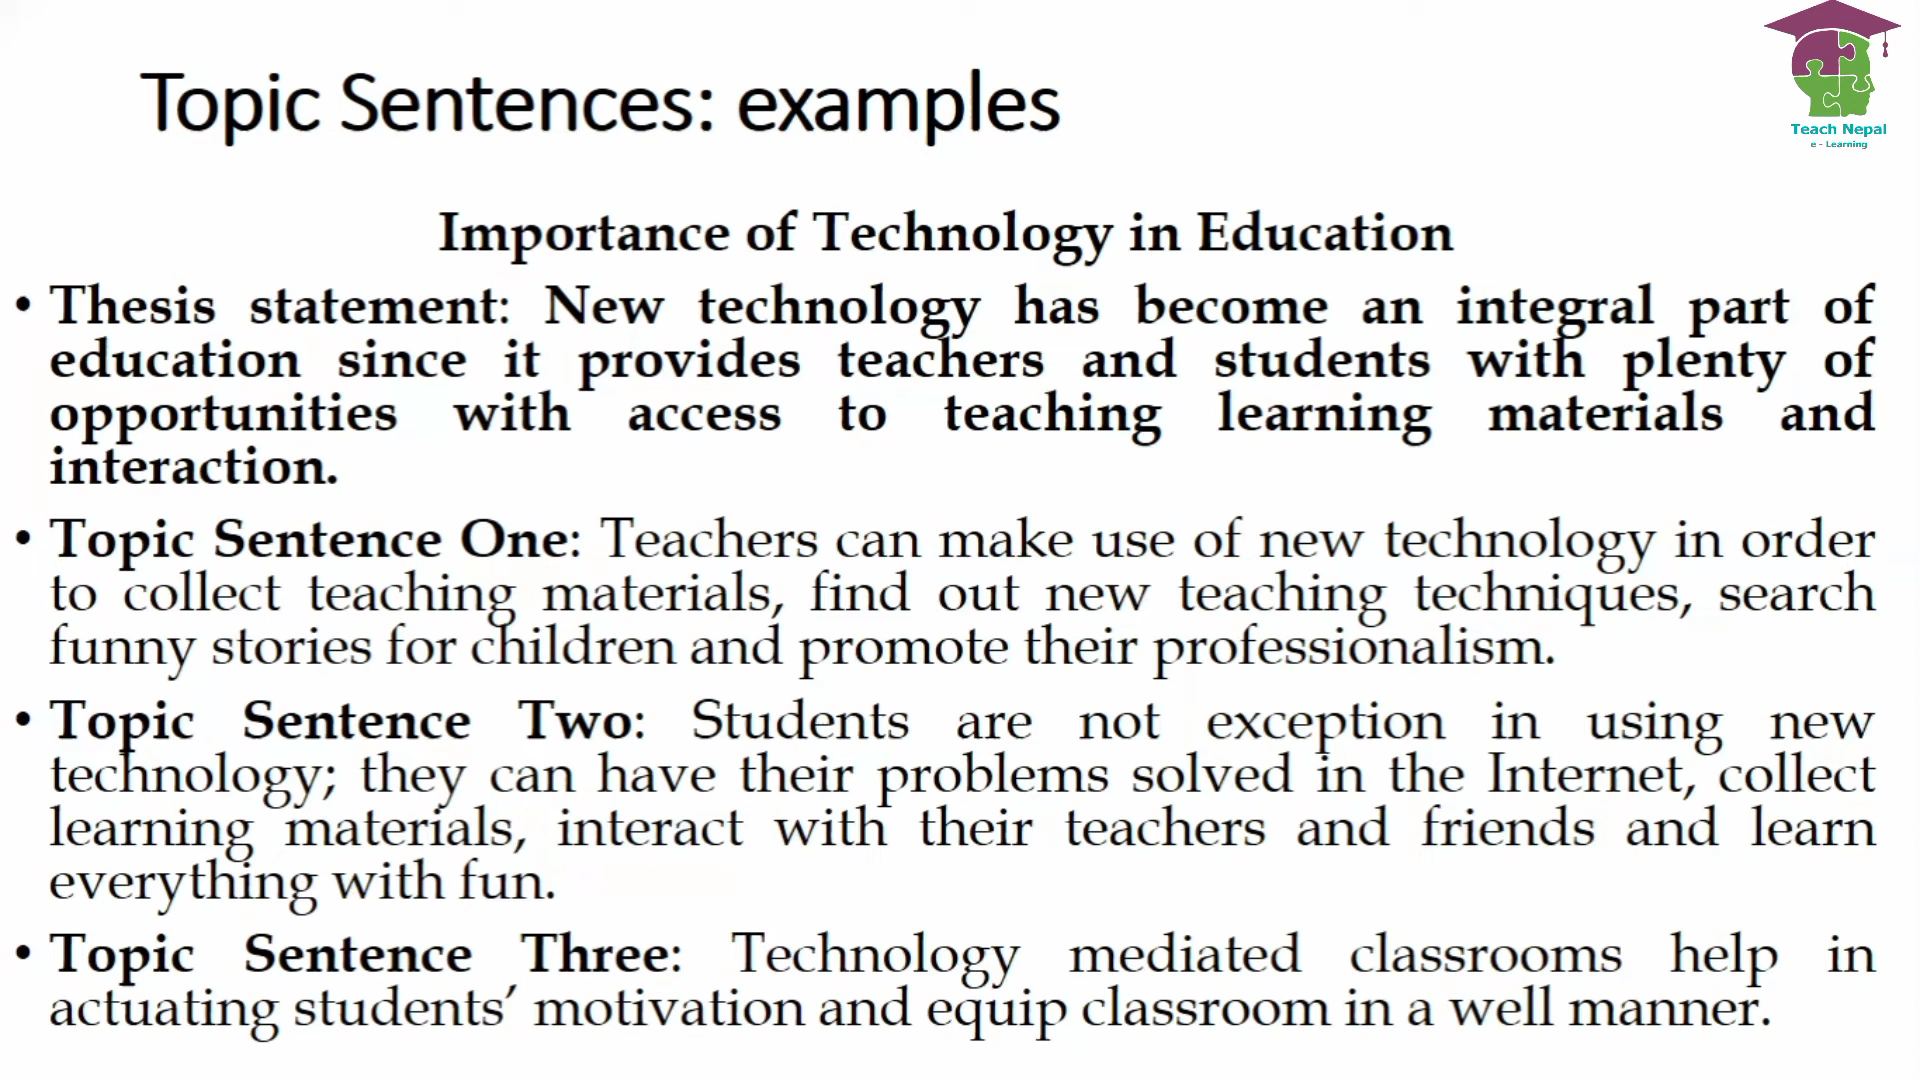 Teach Nepal
e - Learning
Topic Sentences: examples
Importance of Technology in Education
• Thesis statement: New technology has become an integral part of
education since it provides teachers and students with plenty of
opportunities with access to teaching learning materials and
interaction.
• Topic Sentence One: Teachers can make use of new technology in order
to collect teaching materials, find out new teaching techniques, search
funny stories for children and promote their professionalism.
• Topic Sentence Two: Students are not exception in using new
technology; they can have their problems solved in the Internet, collect
learning materials, interact with their teachers and friends and learn
everything with fun.
• Topic Sentence Three: Technology mediated classrooms help in
actuating students’ motivation and equip classroom in a well manner.